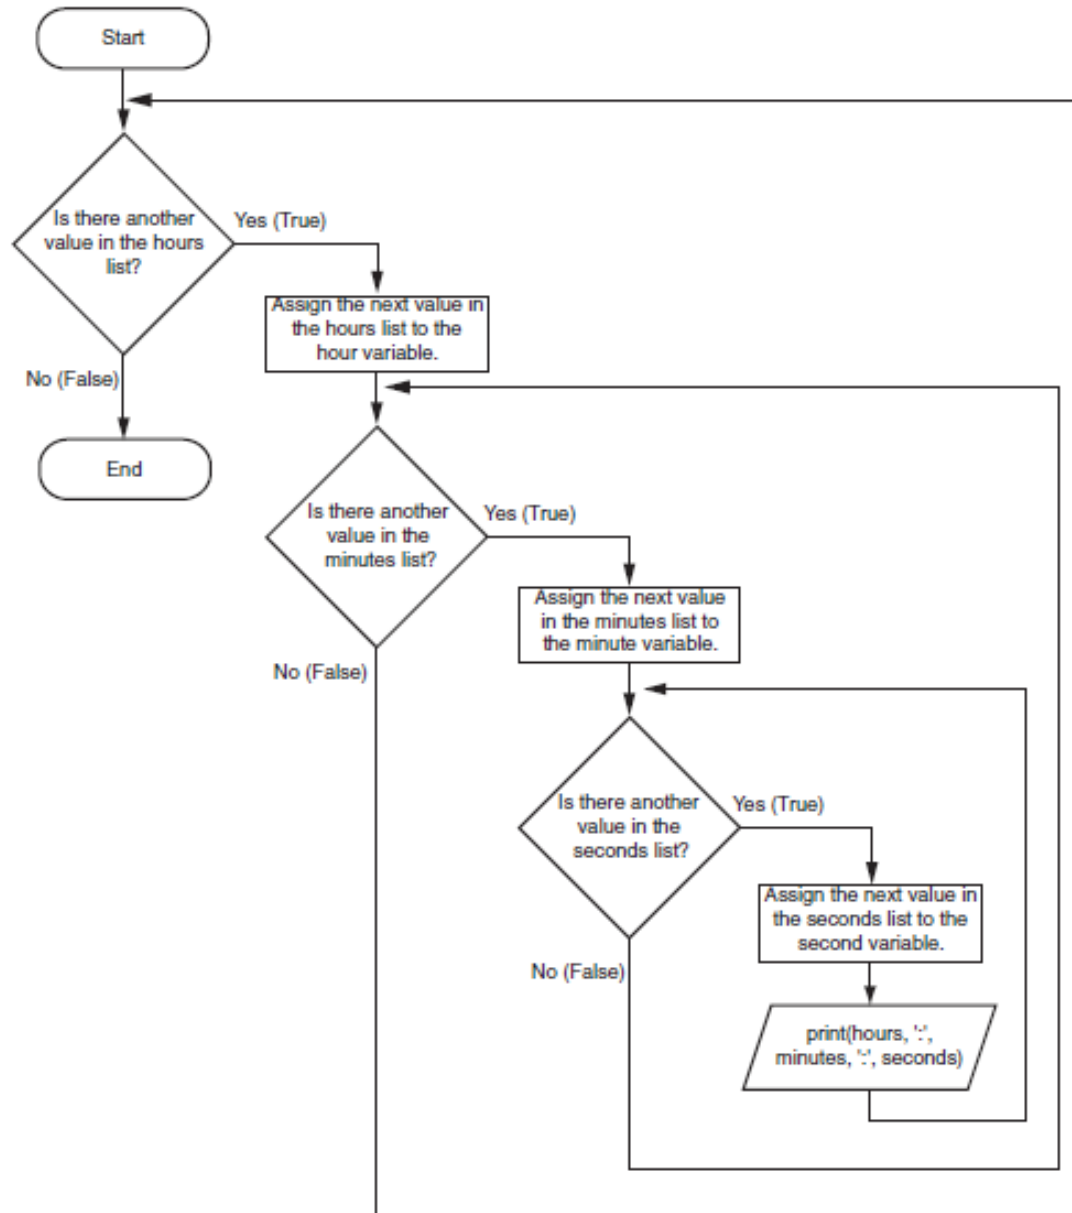 Start
Is there another
value in the hours
list?
Yes (True)
Assign the next value in
the hours list to the
hour variable.
No (False)
End
Is there another
value in the
minutes list?
Yes (True)
Assign the next value
in the minutes list to
the minute variable.
No (False)
Is there another
value in the
seconds list?
Yes (True)
Assign the next value in
the seconds list to the
second variable.
No (False)
print(hours, ':',
minutes, ':', seconds)